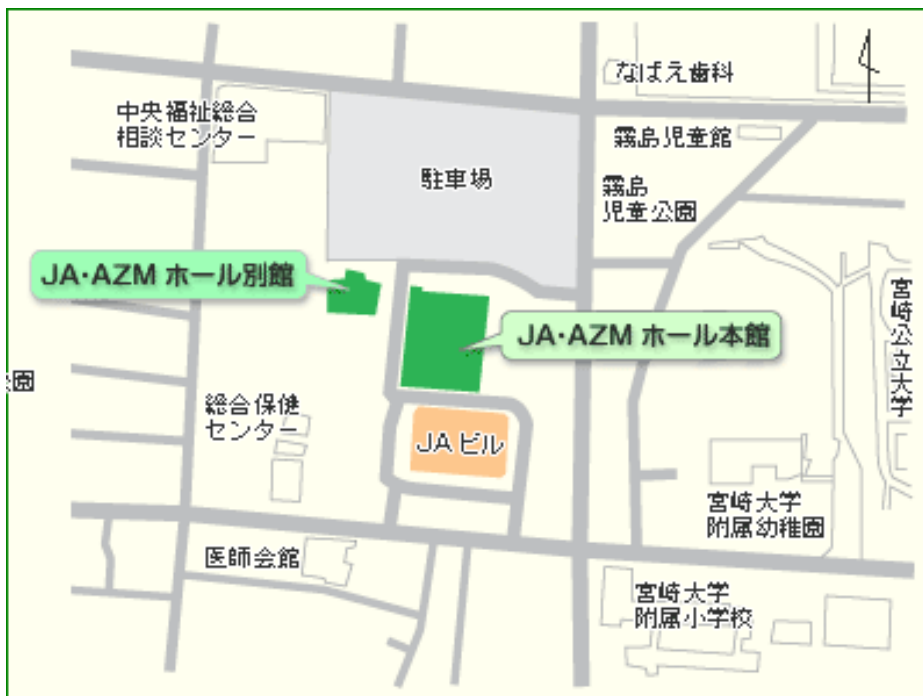 なばえ歯科
中央福祉総合
相談センター
霧島児童館
駐車場
霧島
児童公園
JA・AZM ホール別館
宮崎公立大学
JA・AZM ホール本館
公園
総合保健
センター
JA ビル
宮崎大学
附属幼稚園
医師会館
宮崎大学
附属小学校